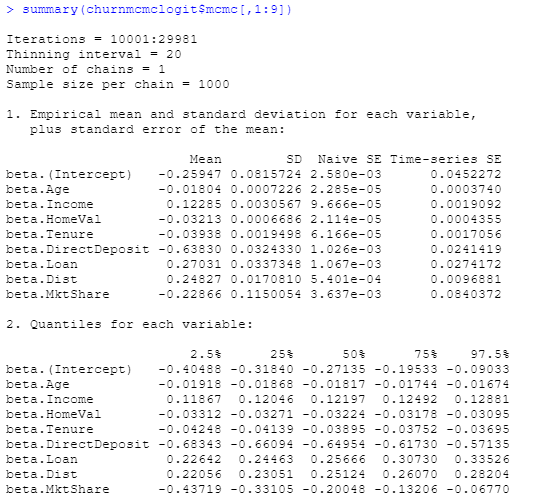 > summary(churnmcmclogit$mcmc[,1:9])
Iterations = 10001:29981
Thinning interval = 20
Number of chains = 1
Sample size per chain = 1000
1. Empirical mean and standard deviation for each variable,
plus standard error of the mean:
Mean SD Naive SE Time-series SE
beta.(Intercept) -0.25947 0.0815724 2.580e-03 0.0452272
beta.Age -0.01804 0.0007226 2.285e-05 0.0003740
beta.Income 0.12285 0.0030567 9.666e-05 0.0019092
beta.HomeVal -0.03213 0.0006686 2.114e-05 0.0004355
beta.Tenure -0.03938 0.0019498 6.166e-05 0.0017056
beta.DirectDeposit -0.63830 0.0324330 1.026e-03 0.0241419
beta.Loan 0.27031 0.0337348 1.067e-03 0.0274172
beta.Dist 0.24827 0.0170810 5.401e-04 0.0096881
beta.MktShare -0.22866 0.1150054 3.637e-03 0.0840372
2. Quantiles for each variable:
2.5% 25% 50% 75% 97.5%
beta.(Intercept) -0.40488 -0.31840 -0.27135 -0.19533 -0.09033
beta.Age -0.01918 -0.01868 -0.01817 -0.01744 -0.01674
beta.Income 0.11867 0.12046 0.12197 0.12492 0.12881
beta.HomeVal -0.03312 -0.03271 -0.03224 -0.03178 -0.03095
beta.Tenure -0.04248 -0.04139 -0.03895 -0.03752 -0.03695
beta.DirectDeposit -0.68343 -0.66094 -0.64954 -0.61730 -0.57135
beta.Loan 0.22642 0.24463 0.25666 0.30730 0.33526
beta.Dist 0.22056 0.23051 0.25124 0.26070 0.28204
beta.MktShare -0.43719 -0.33105 -0.20048 -0.13206 -0.06770